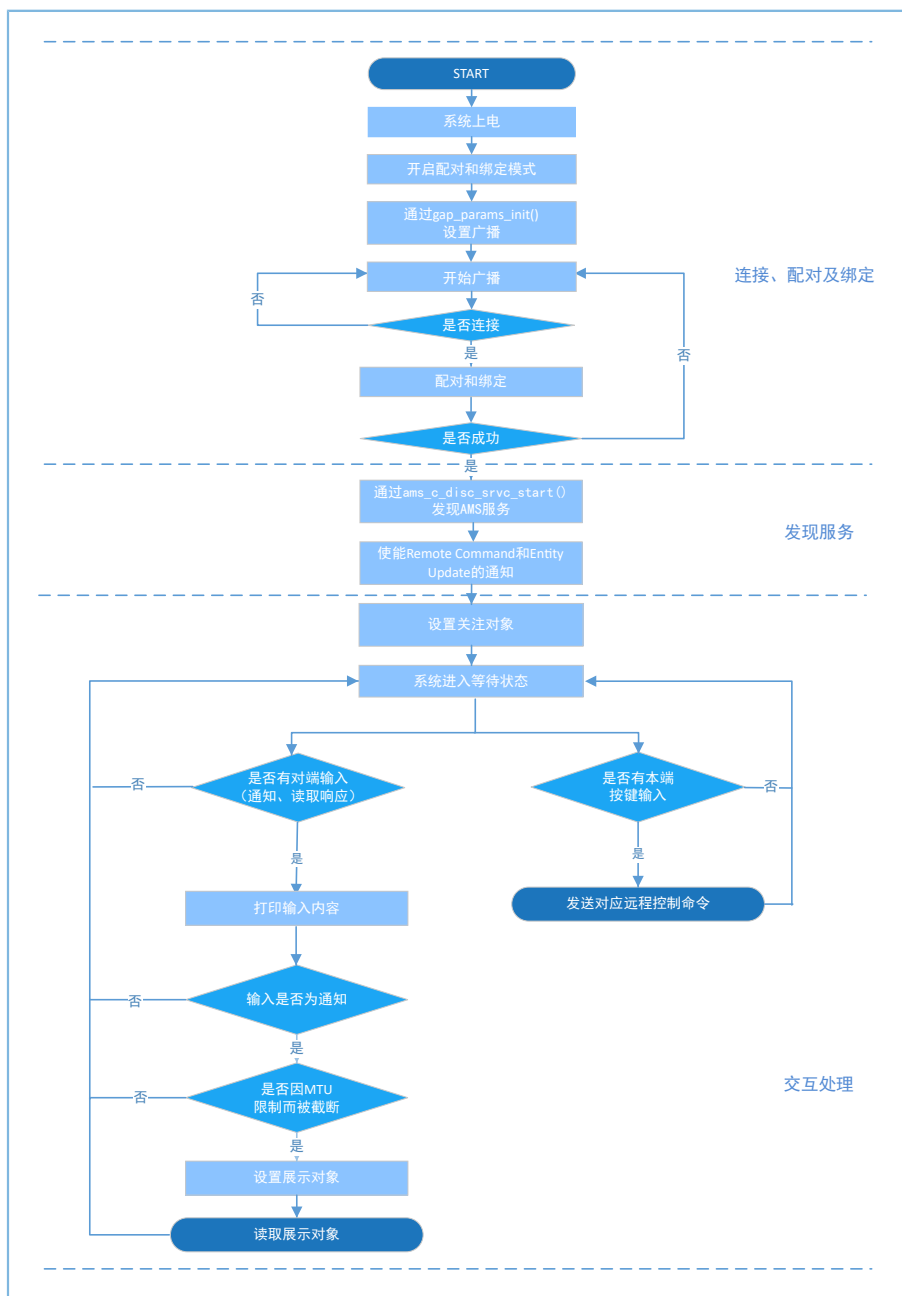 START
系统上电
开启配对和绑定模式
通过gap_params_init()
设置广播
开始广播
连接、配对及绑定
否
是否连接
是
否
配对和绑定
是否成功
是
通过ams_c_disc_srvc_start()
发现AMS服务
发现服务
使能Remote Command和Entity
Update的通知
设置关注对象
系统进入等待状态
是否有对端输入
（通知、读取响应）
否
是否有本端
按键输入
否
是
是
打印输入内容
发送对应远程控制命令
输入是否为通知
否
是
是否因MTU
限制而被截断
否
交互处理
是
设置展示对象
读取展示对象